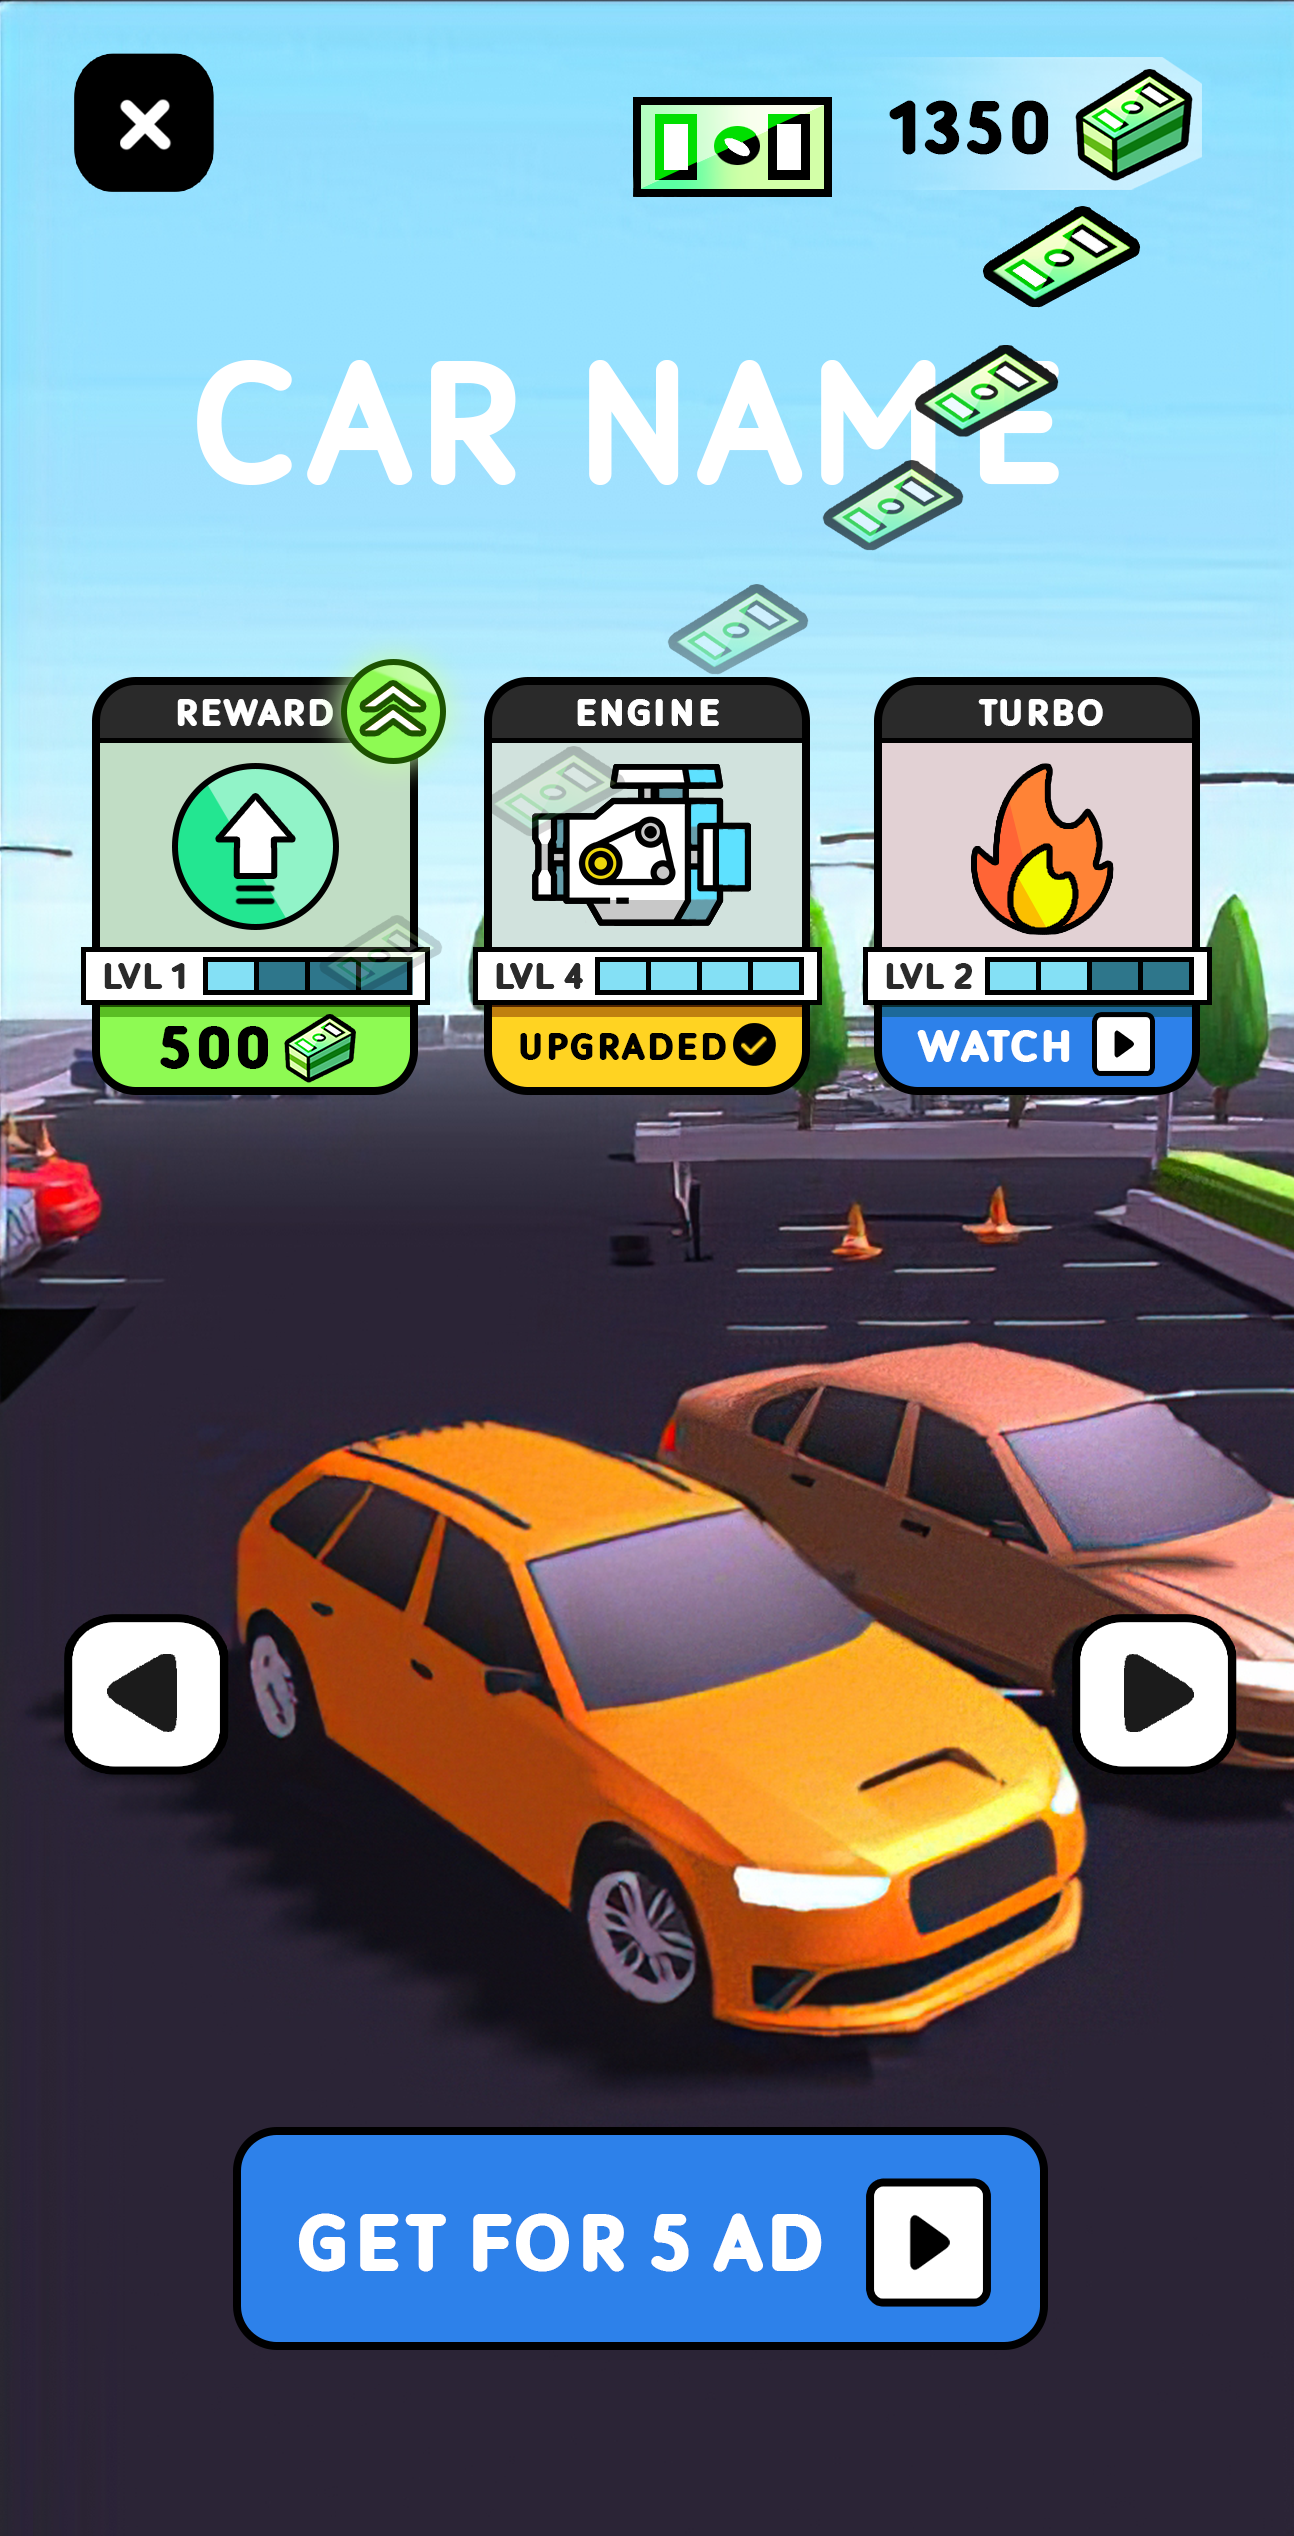 1350
CAR NAME
REWARD
ENGINE
TURBO
LVL 1
LVL 4
LVL 2
500
UPGRADED
WATCH
GET FOR 5 AD